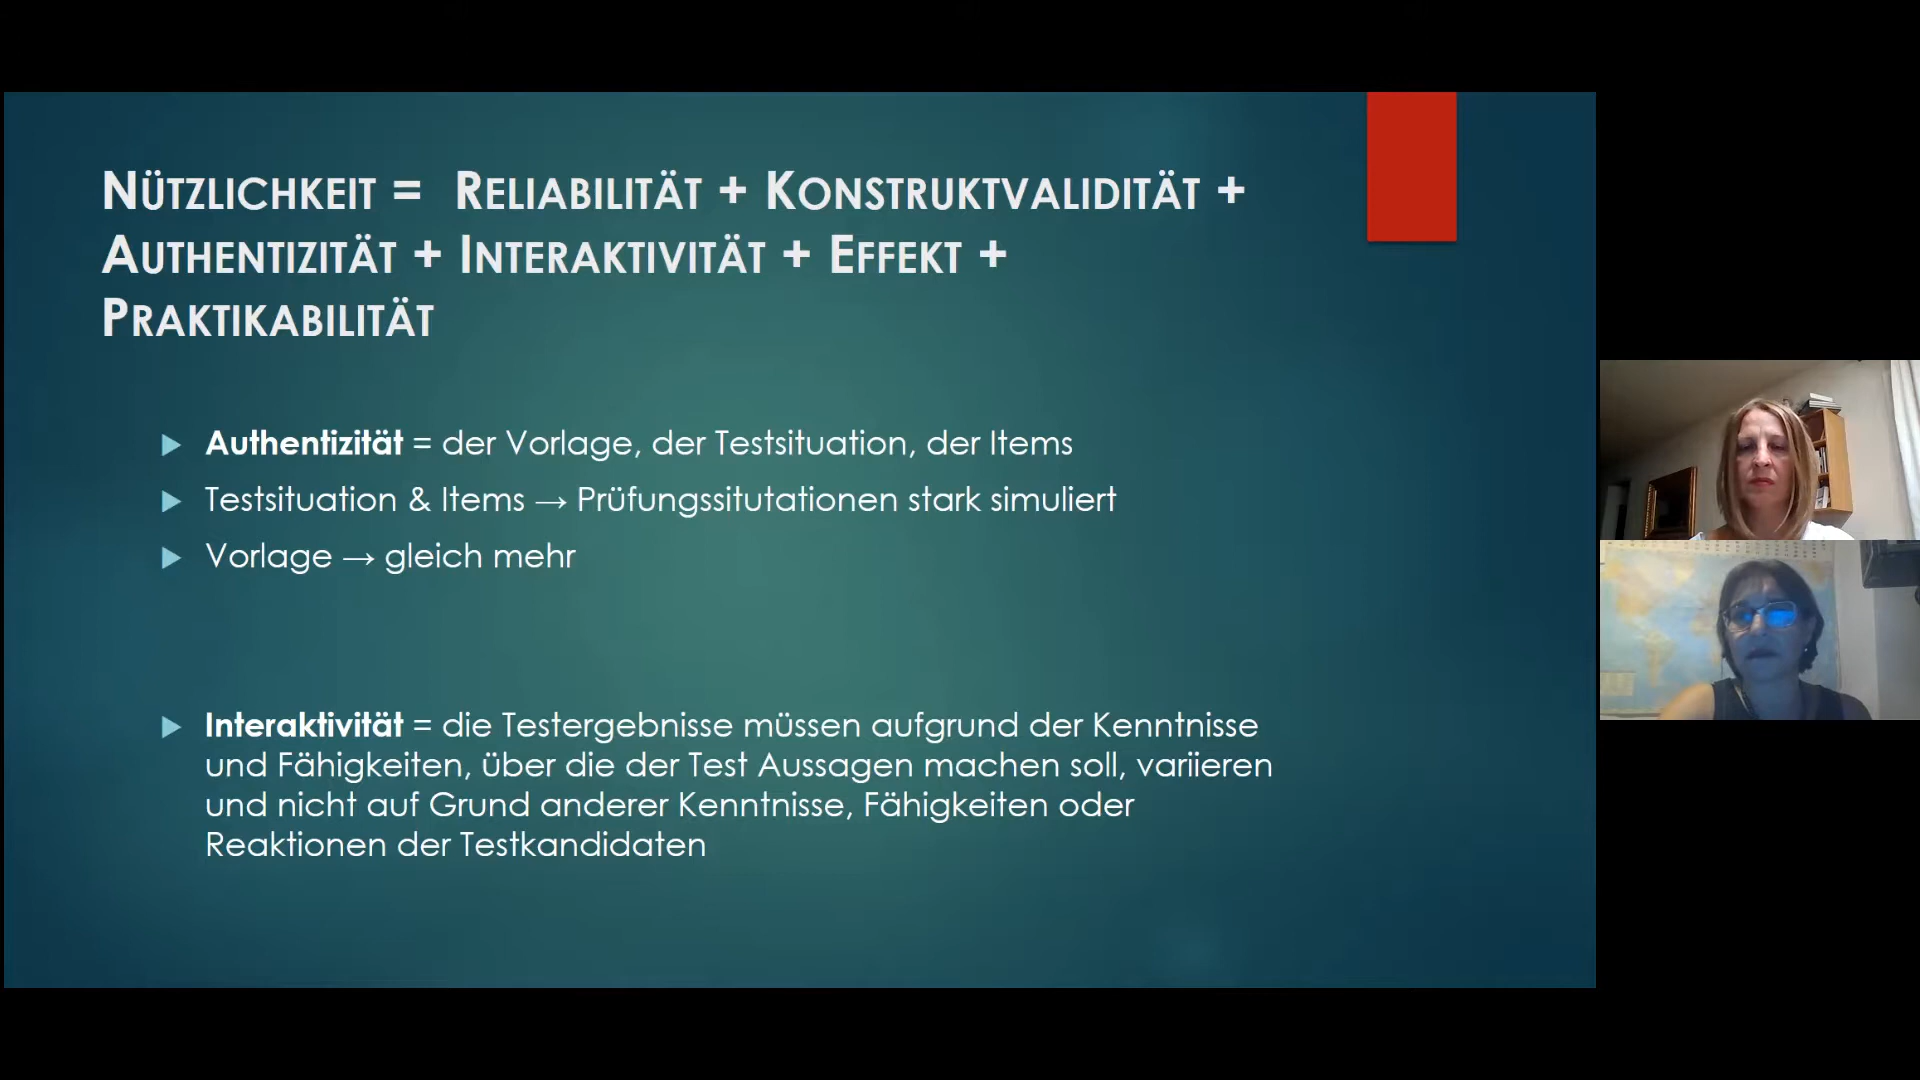 NÜTZLICHKEIT = RELIABILITÄT + KONSTRUKTVALIDITÄT +
AUTHENTIZITÄT + INTERAKTIVITÄT + EFFEKT +
PRAKTIKABILITÄT
▶ Authentizität = der Vorlage, der Testsituation, der Items
▶ Testsituation & Items → Prüfungssitutationen stark simuliert
▶ Vorlage → gleich mehr
▶ Interaktivität = die Testergebnisse müssen aufgrund der Kenntnisse
und Fähigkeiten, über die der Test Aussagen machen soll, variieren
und nicht auf Grund anderer Kenntnisse, Fähigkeiten oder
Reaktionen der Testkandidaten